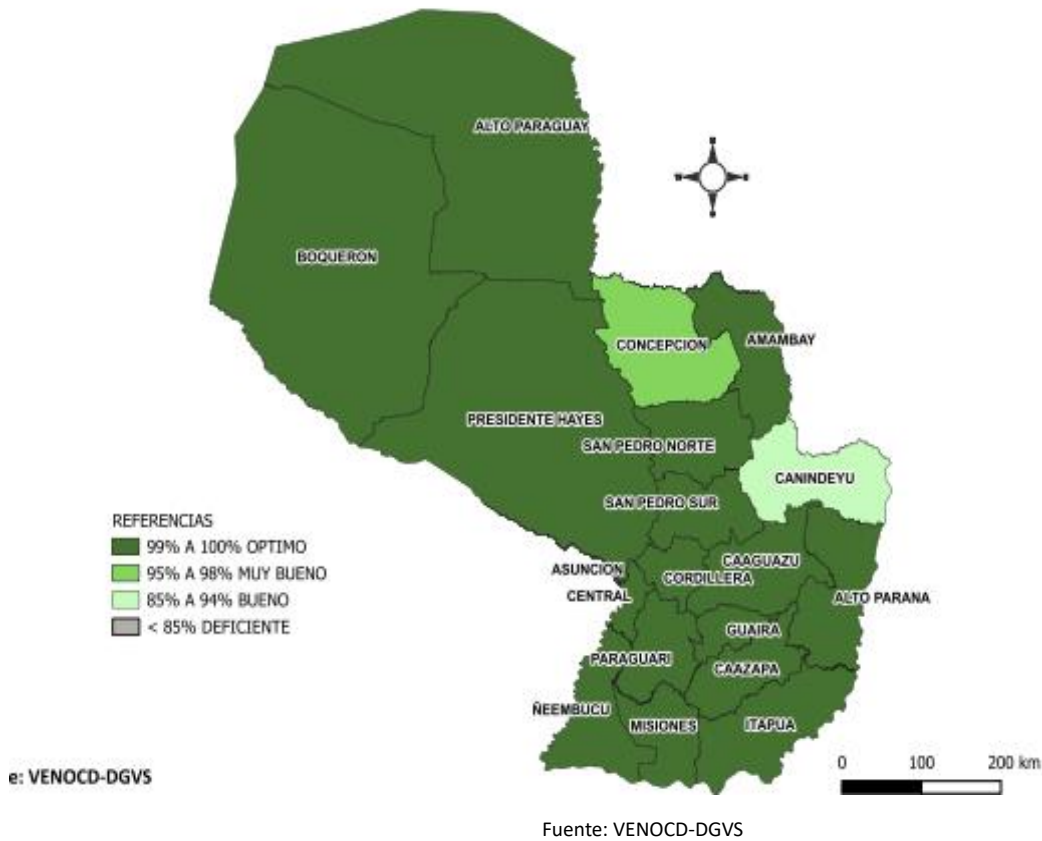 ALTO PARAGUAY
BOQUERON
CONCEPCION
AMAMBAY
PRESIDENTE HAYES
SAN PEDRO NORTE
CANINDEYU
SAN PEDRO SUR
REFERENCIAS
99% A 100% OPTIMO
95% A 98% MUY BUENO
85% A 94% BUENO
< 85% DEFICIENTE
ASUNCION
CAAGUAZU
CORDILLERA
CENTRAL
ALTO PARANA
GUAIRA
PARAGUARI
CAAZAPA
ÑEEMBUCU
MISIONES
ITAPUA
0 100 200 km
e: VENOCD-DGVS
Fuente: VENOCD-DGVS